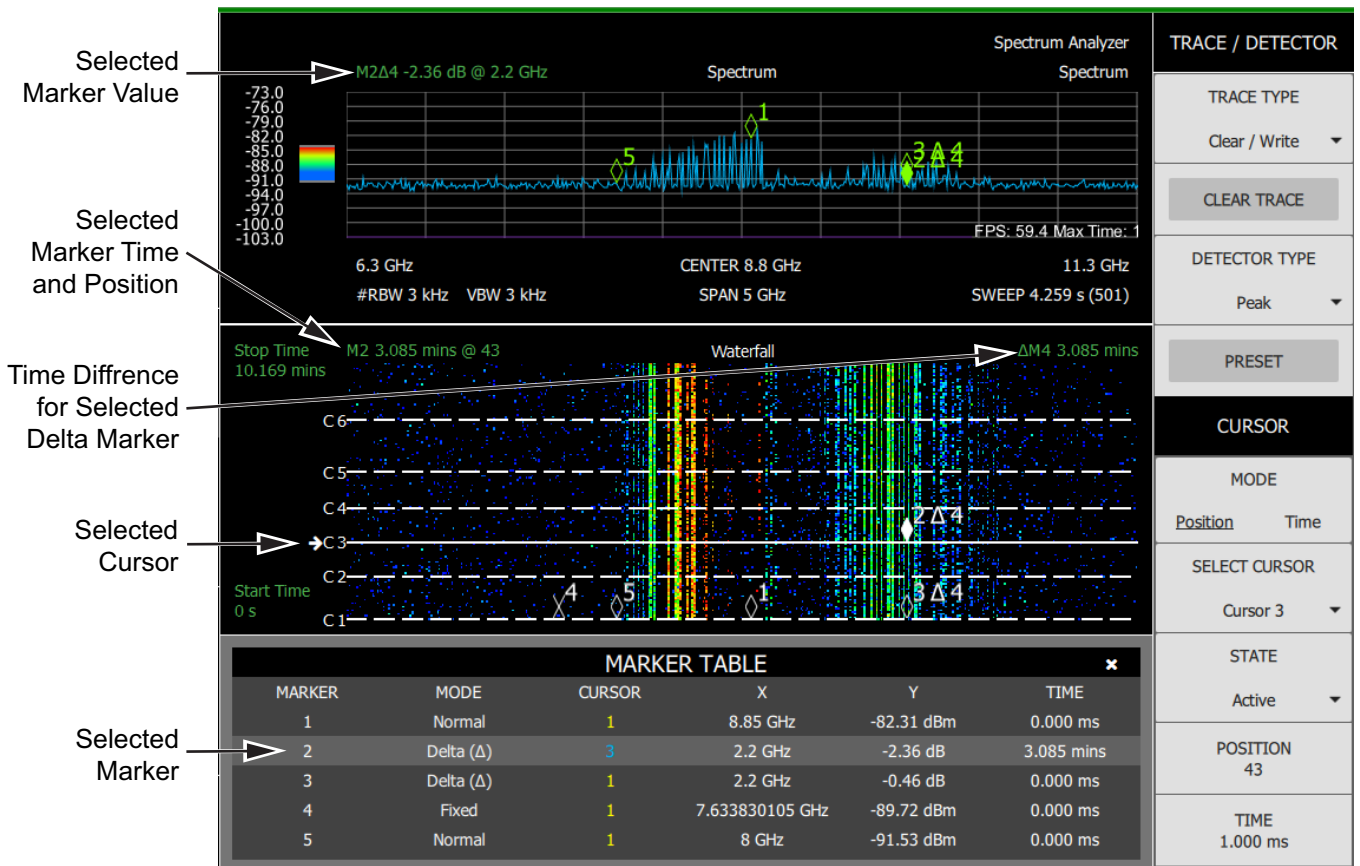 Selected
Marker Value
Selected
Marker Time
and Position
Time Diffrence
for Selected
Delta Marker
Selected
Cursor
Selected
Marker
Spectrum Analyzer
M2Δ4 -2.36 dB @ 2.2 GHz Spectrum Spectrum
-73.0
-76.0
-79.0
-82.0
-85.0
-88.0
-91.0
-94.0
-97.0
-100.0
-103.0
1
5
3 Δ 4
2 Δ 4
FPS: 59.4 Max Time: 1
6.3 GHz CENTER 8.8 GHz 11.3 GHz
#RBW 3 kHz VBW 3 kHz SPAN 5 GHz SWEEP 4.259 s (501)
Stop Time M2 3.085 mins @ 43 Waterfall ΔM4 3.085 mins
10.169 mins
C 6
C 5
C 4
2 Δ 4
C 3
C 2
Start Time
0 s
4 5 1 3 Δ 4
C 1
MARKER TABLE
MARKER MODE CURSOR X Y TIME
1 Normal 1 8.85 GHz -82.31 dBm 0.000 ms
2 Delta (Δ) 3 2.2 GHz -2.36 dB 3.085 mins
3 Delta (Δ) 1 2.2 GHz -0.46 dB 0.000 ms
4 Fixed 1 7.633830105 GHz -89.72 dBm 0.000 ms
5 Normal 1 8 GHz -91.53 dBm 0.000 ms
TRACE / DETECTOR
TRACE TYPE
Clear / Write
CLEAR TRACE
DETECTOR TYPE
Peak
PRESET
CURSOR
MODE
Position Time
SELECT CURSOR
Cursor 3
STATE
Active
POSITION
43
TIME
1.000 ms